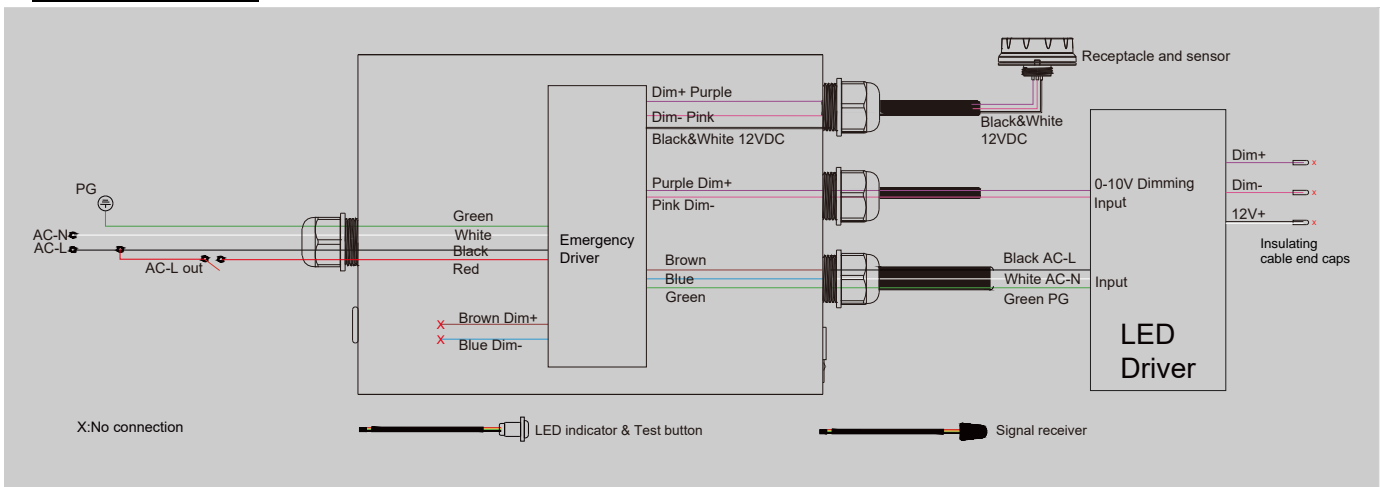 Receptacle and sensor
Dim+ Purple
Dim- Pink
Black&White 12VDC
Black&White
12VDC
Dim+
Dim-
12V+
Insulating
cable end caps
Purple Dim+
Pink Dim-
0-10V Dimming
Input
PG
AC-N
AC-L
AC-L out
Green
White
Black
Red
Emergency
Driver
Brown
Blue
Green
Black AC-L
White AC-N
Green PG
Input
LED
Driver
Brown Dim+
Blue Dim-
X
X
x
x
x
X:No connection
LED indicator & Test button
Signal receiver